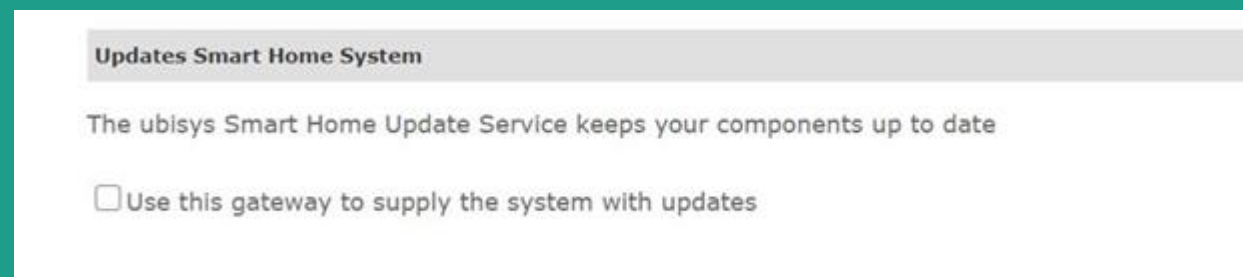 Updates Smart Home System
The ubisys Smart Home Update Service keeps your components up to date
Use this gateway to supply the system with updates